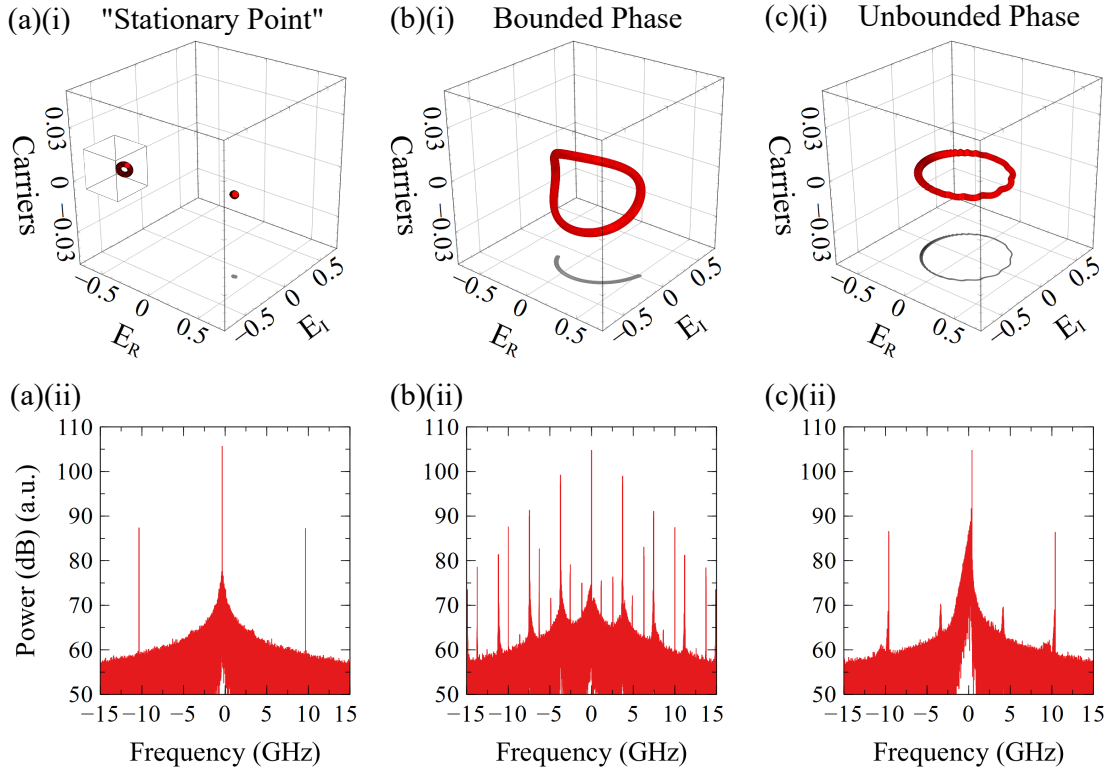 (a)(i) "Stationary Point" (b)(i) Bounded Phase (c)(i) Unbounded Phase
Carriers 0.03 0 −0.03 −0.5 0 0.5 E_R −0.5 0 0.5 E_I
Carriers 0.03 0 −0.03 −0.5 0 0.5 E_R −0.5 0 0.5 E_I
Carriers 0.03 0 −0.03 −0.5 0 0.5 E_R −0.5 0 0.5 E_I
(a)(ii) (b)(ii) (c)(ii)
Power (dB) (a.u.)
110 110 110
100 100 100
90 90 90
80 80 80
70 70 70
60 60 60
50 50 50
−15 −10 −5 0 5 10 15 −15 −10 −5 0 5 10 15 −15 −10 −5 0 5 10 15
Frequency (GHz) Frequency (GHz) Frequency (GHz)